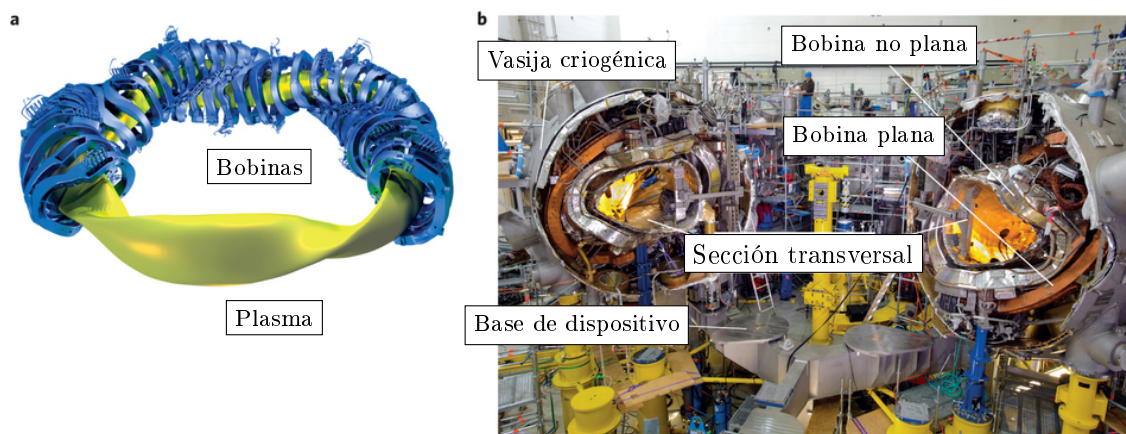 a
Bobinas
Plasma
b
Vasija criogénica
Bobina no plana
Bobina plana
Sección transversal
Base de dispositivo